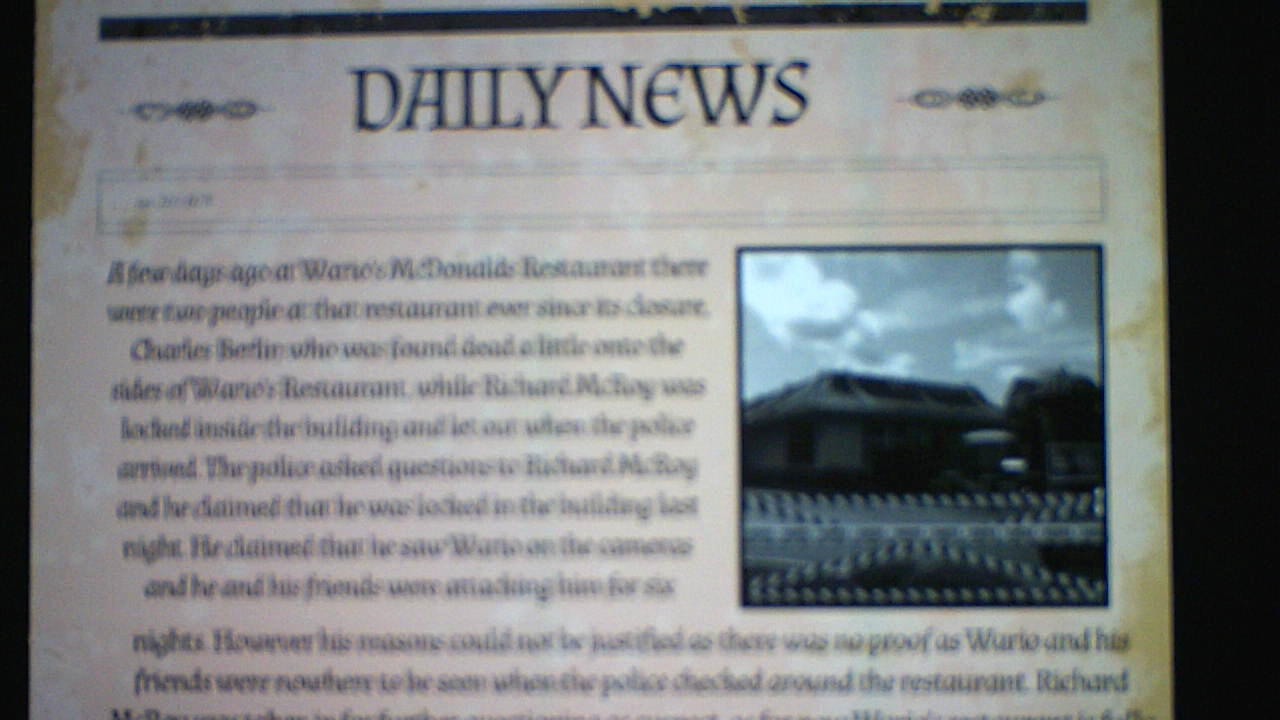 DAILY NEWS
A few days ago at Wario's McDonalds Restaurant there
were two people at that restaurant ever since its closure,
Charles Berlin who was found dead a little onto the
sides of Wario's Restaurant, while Richard McRoy was
locked inside the building and let out when the police
arrived. The police asked questions to Richard McRoy
and he claimed that he was locked in the building last
night. He claimed that he saw Wario on the cameras
and he and his friends were attacking him for six
nights. However his reasons could not be justified as there was no proof as Wario and his
friends were nowhere to be seen when the police checked around the restaurant. Richard